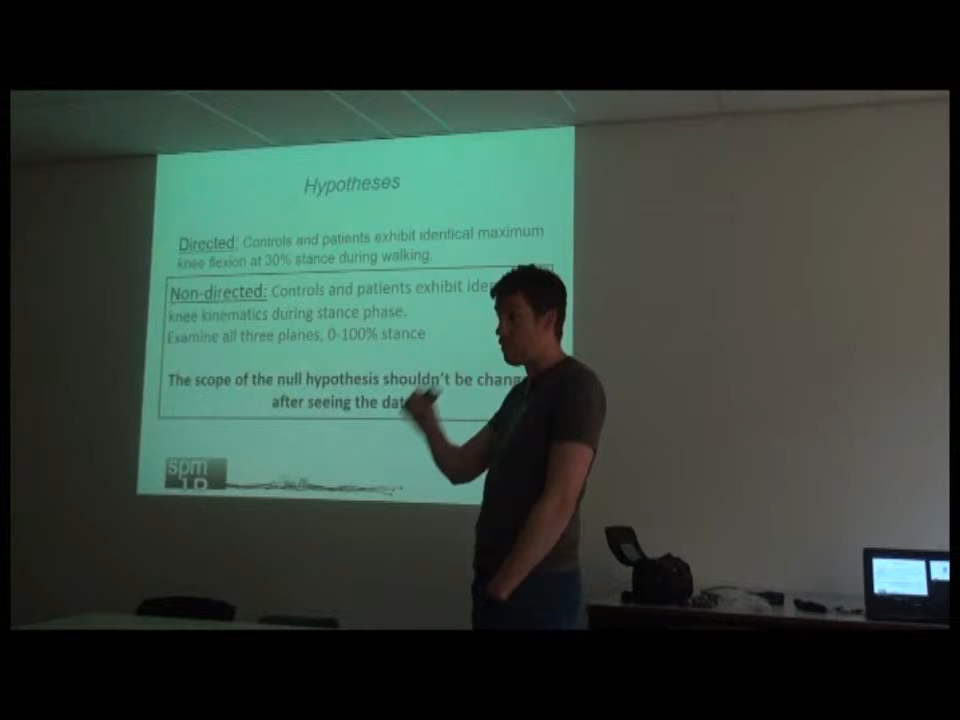 Hypotheses
Directed: Controls and patients exhibit identical maximum
knee flexion at 30% stance during walking.
Non-directed: Controls and patients exhibit
knee kinematics during stance phase.
Examine all three planes, 0-100% stance
The scope of the null hypothesis shouldn't be
after seeing the
spm